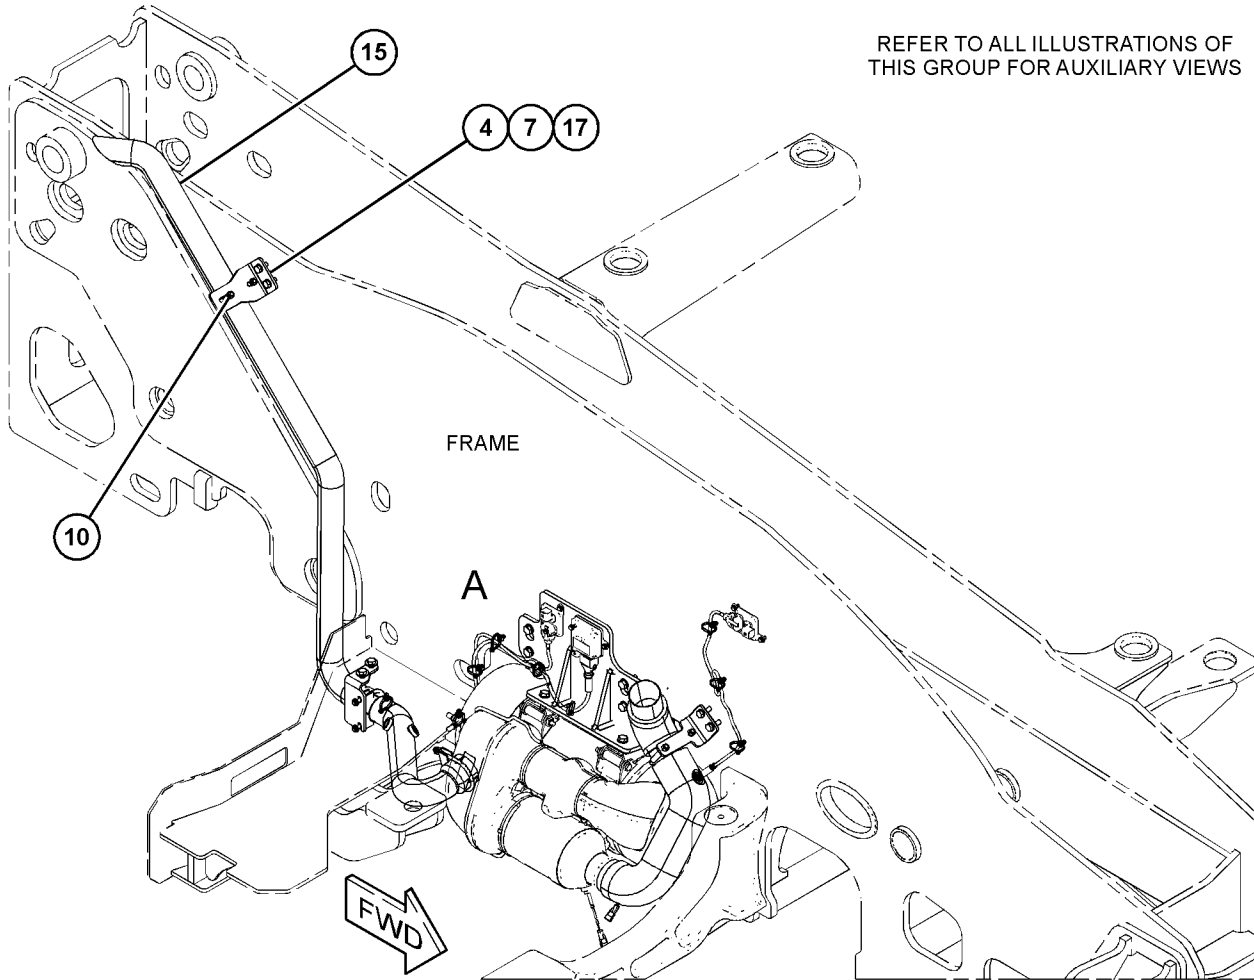 REFER TO ALL ILLUSTRATIONS OF
THIS GROUP FOR AUXILIARY VIEWS
15
4 7 17
FRAME
10
A
FWD